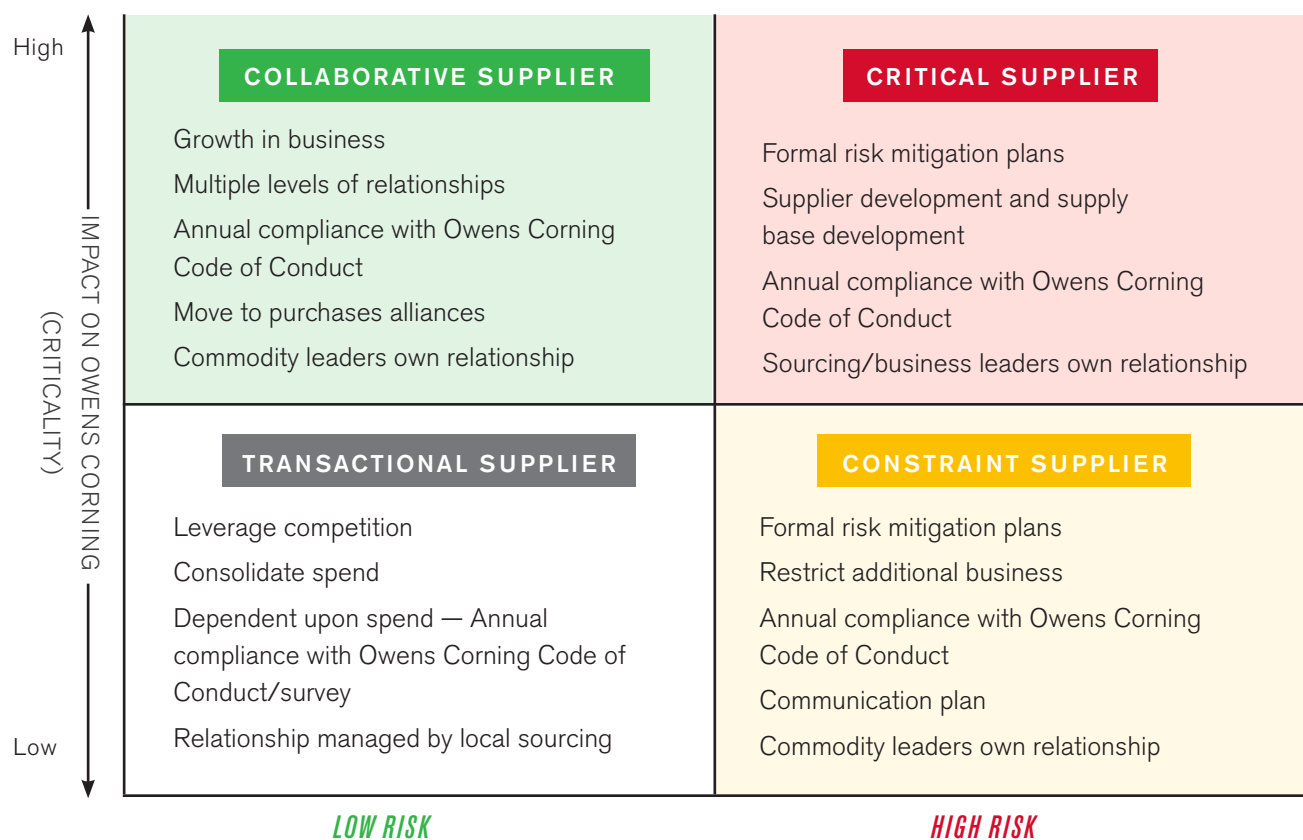 High
IMPACT ON OWENS CORNING
(CRITICALITY)
Low
COLLABORATIVE SUPPLIER
Growth in business
Multiple levels of relationships
Annual compliance with Owens Corning
Code of Conduct
Move to purchases alliances
Commodity leaders own relationship
CRITICAL SUPPLIER
Formal risk mitigation plans
Supplier development and supply
base development
Annual compliance with Owens Corning
Code of Conduct
Sourcing/business leaders own relationship
TRANSACTIONAL SUPPLIER
Leverage competition
Consolidate spend
Dependent upon spend — Annual
compliance with Owens Corning Code of
Conduct/survey
Relationship managed by local sourcing
CONSTRAINT SUPPLIER
Formal risk mitigation plans
Restrict additional business
Annual compliance with Owens Corning
Code of Conduct
Communication plan
Commodity leaders own relationship
LOW RISK
HIGH RISK